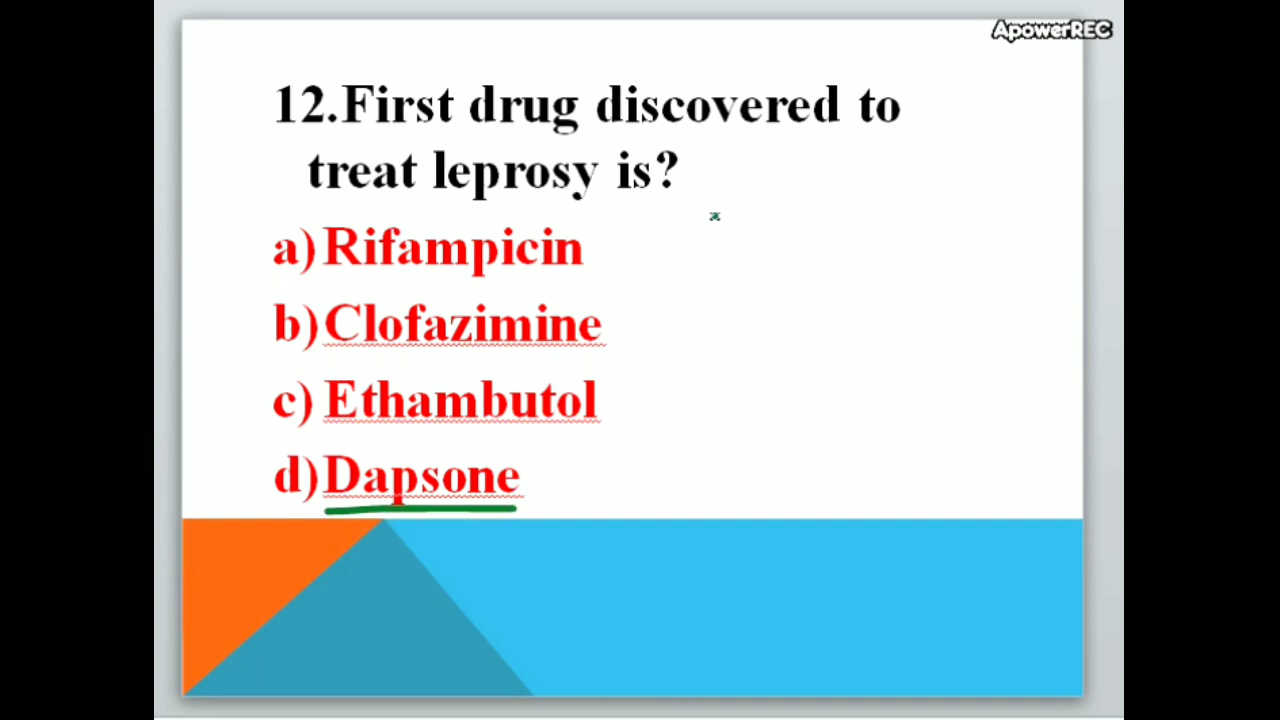 ApowerREC
12.First drug discovered to
treat leprosy is?
a)Rifampicin
b)Clofazimine
c) Ethambutol
d)Dapsone